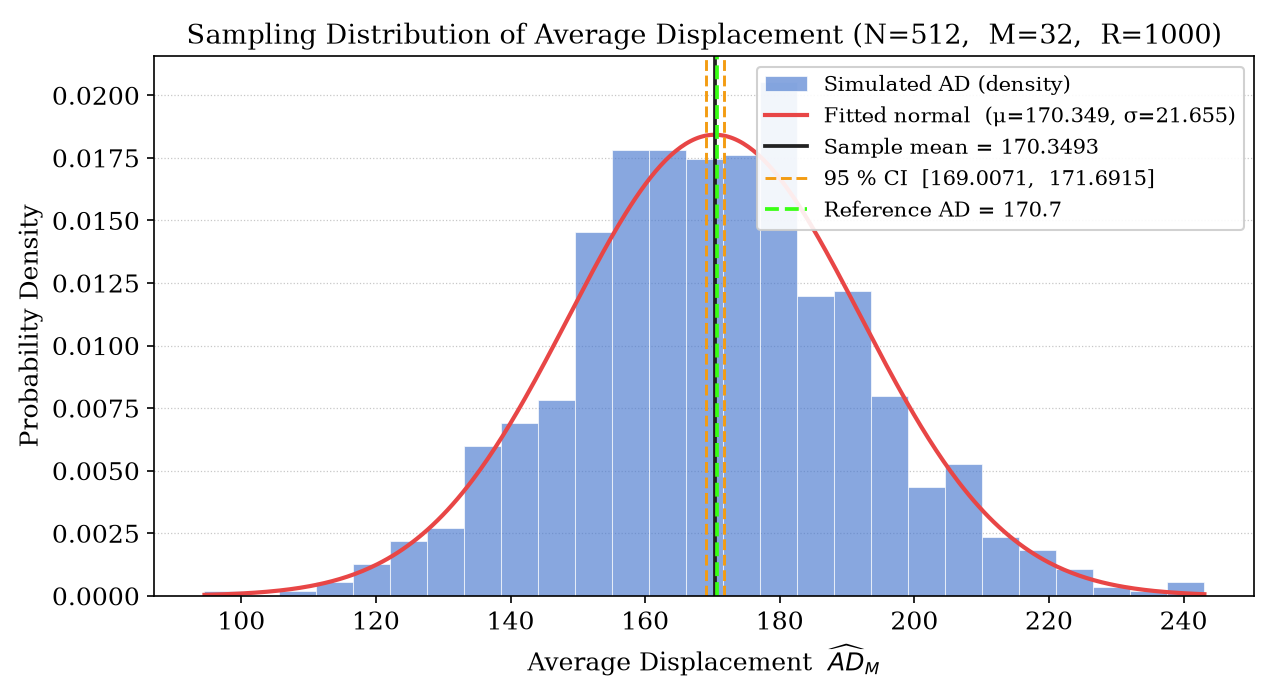 Sampling Distribution of Average Displacement (N=512, M=32, R=1000)
Simulated AD (density)
Fitted normal (μ=170.349, σ=21.655)
Sample mean = 170.3493
95 % CI [169.0071, 171.6915]
Reference AD = 170.7
Probability Density
0.0200
0.0175
0.0150
0.0125
0.0100
0.0075
0.0050
0.0025
0.0000
100 120 140 160 180 200 220 240
Average Displacement $\widehat{AD}_M$